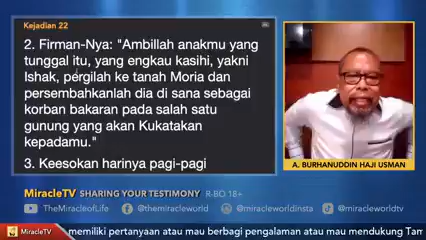 Kejadian 22
2. Firman-Nya: "Ambillah anakmu yang
tunggal itu, yang engkau kasihi, yakni
Ishak, pergilah ke tanah Moria dan
persembahkanlah dia di sana sebagai
korban bakaran pada salah satu
gunung yang akan Kukatakan
kepadamu."
3. Keesokan harinya pagi-pagi
A. BURHANUDDIN HAJI USMAN
MiracleTV SHARING YOUR TESTIMONY R-BO 18+
TheMiracleofLife @themiracleworld @miracleworldinsta @miracleworldtv
MiracleTV memiliki pertanyaan atau mau berbagi pengalaman atau mau mendukung Tam